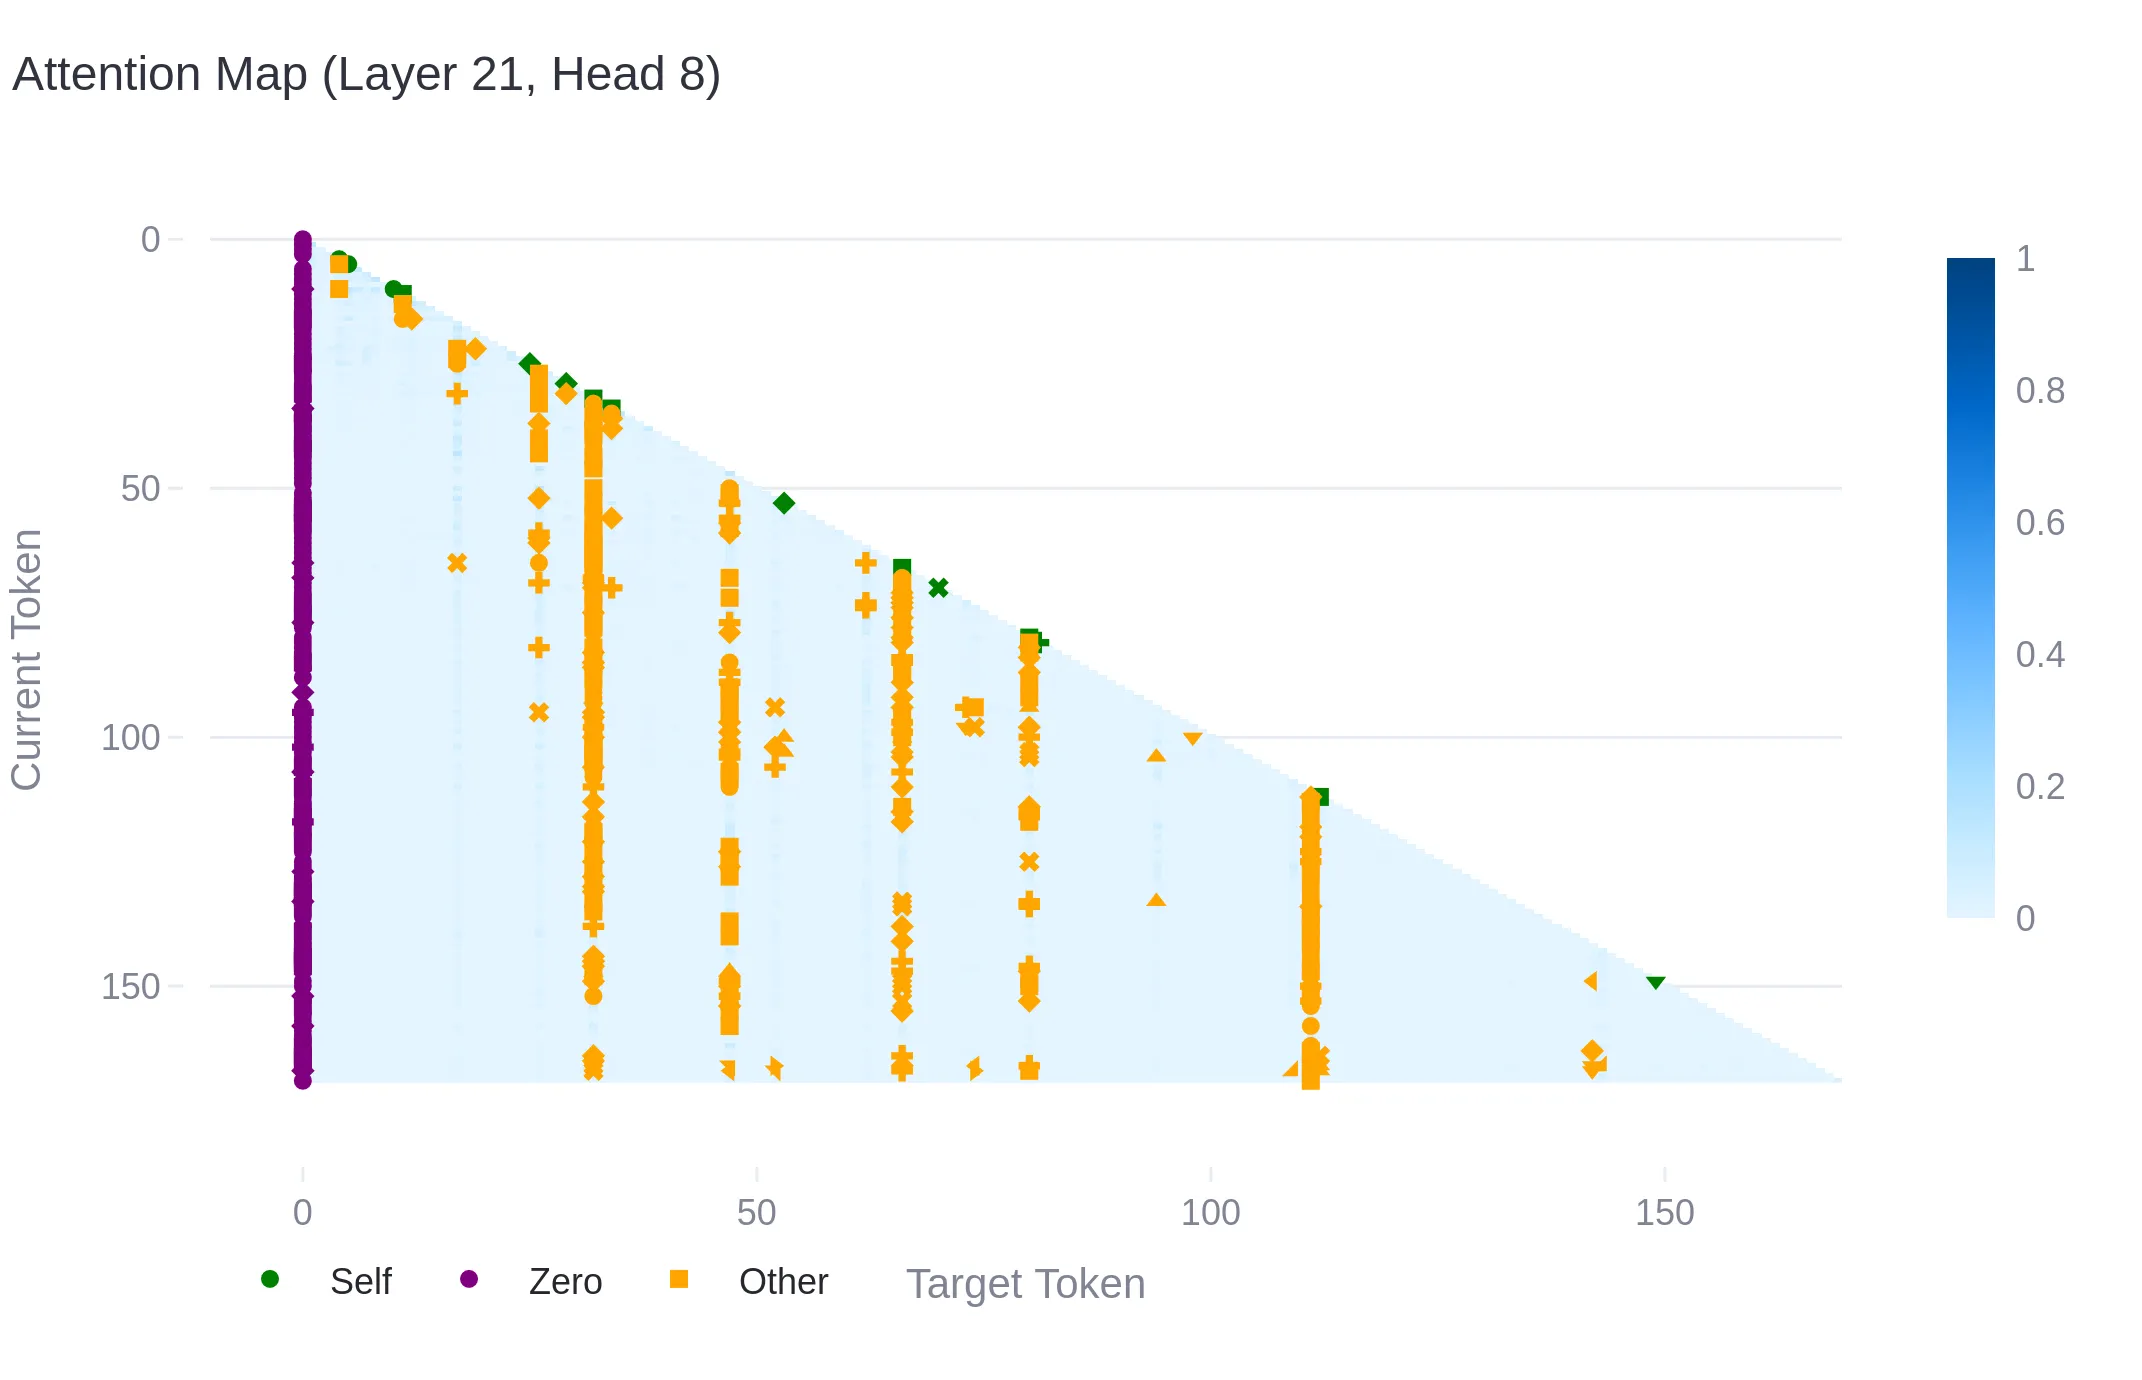 Attention Map (Layer 21, Head 8)
Current Token
0
50
100
150
1
0.8
0.6
0.4
0.2
0
0
50
100
150
Self
Zero
Other
Target Token